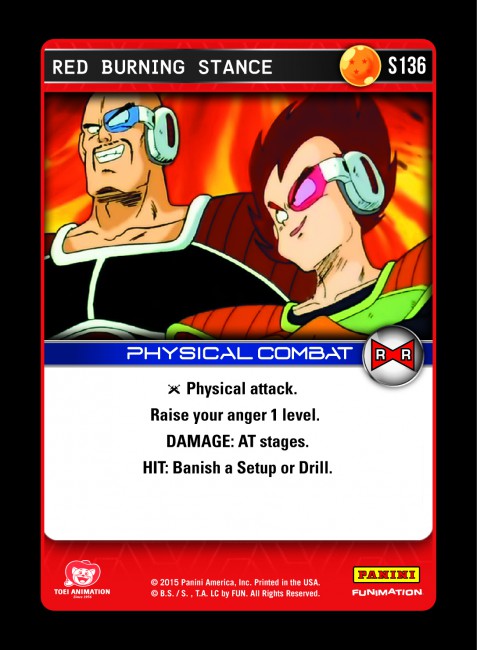 RED BURNING STANCE
S136
PHYSICAL COMBAT
R R
Physical attack.
Raise your anger 1 level.
DAMAGE: AT stages.
HIT: Banish a Setup or Drill.
TOEI ANIMATION
Since 1956
© 2015 Panini America, Inc. Printed in the USA.
© B.S. / S. , T.A. LC by FUN. All Rights Reserved.
PANINI
FUNIMATION